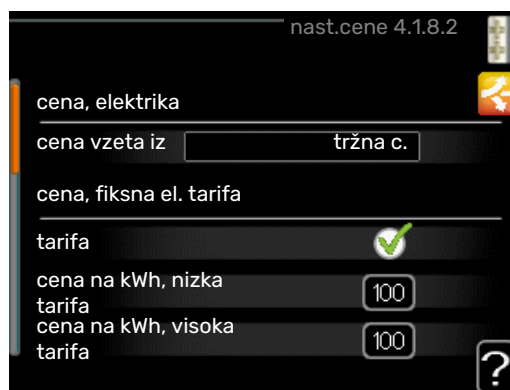 nast.cene 4.1.8.2
cena, elektrika
cena vzeta iz tržna c.
cena, fiksna el. tarifa
tarifa
cena na kWh, nizka
tarifa
100
cena na kWh, visoka
tarifa
100
?